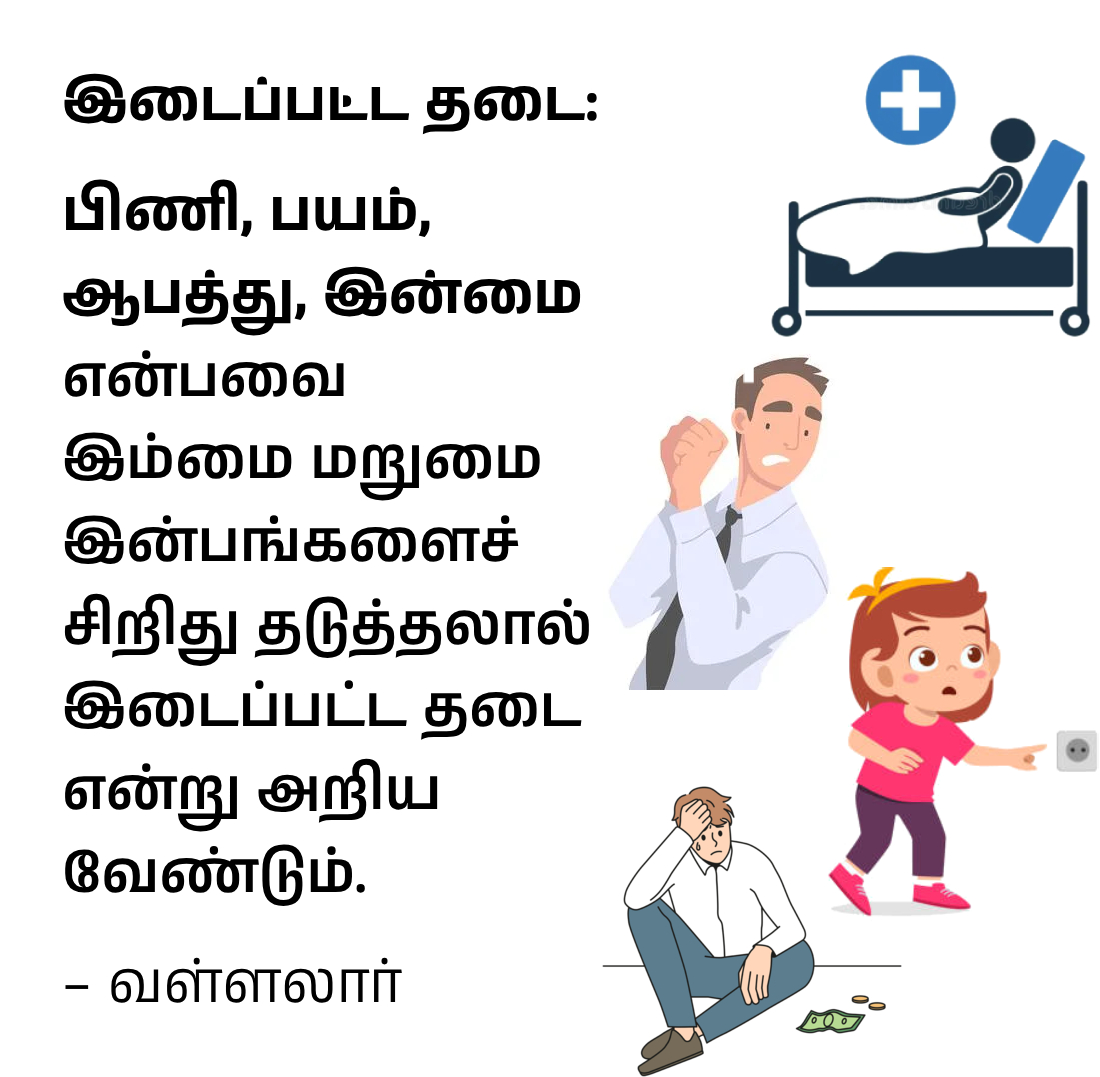 இடைப்பட்ட தடை:
பிணி, பயம்,
ஆபத்து, இன்மை
என்பவை
இம்மை மறுமை
இன்பங்களைச்
சிறிது தடுத்தலால்
இடைப்பட்ட தடை
என்று அறிய
வேண்டும்.
– வள்ளலார்